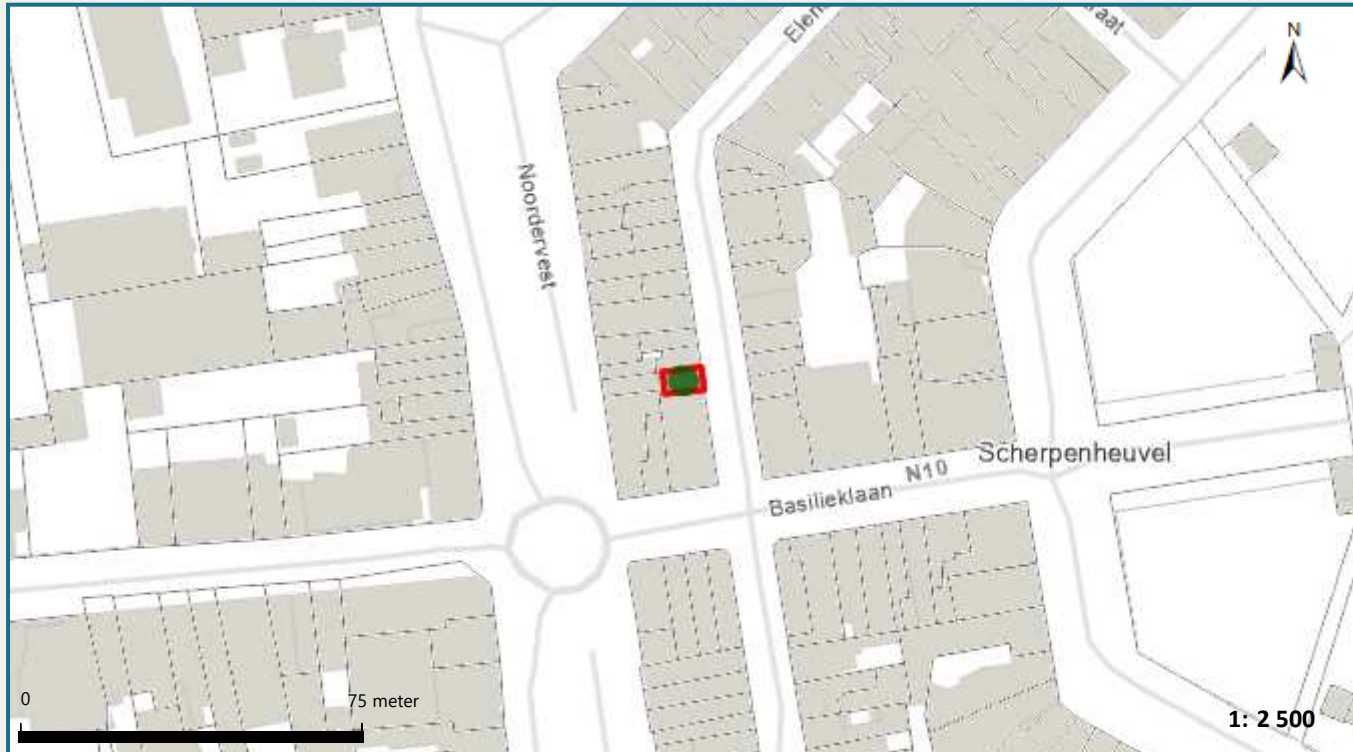 N
Noordervest
Scherpenheuvel
N10
Basilieklaan
0
75 meter
1: 2 500